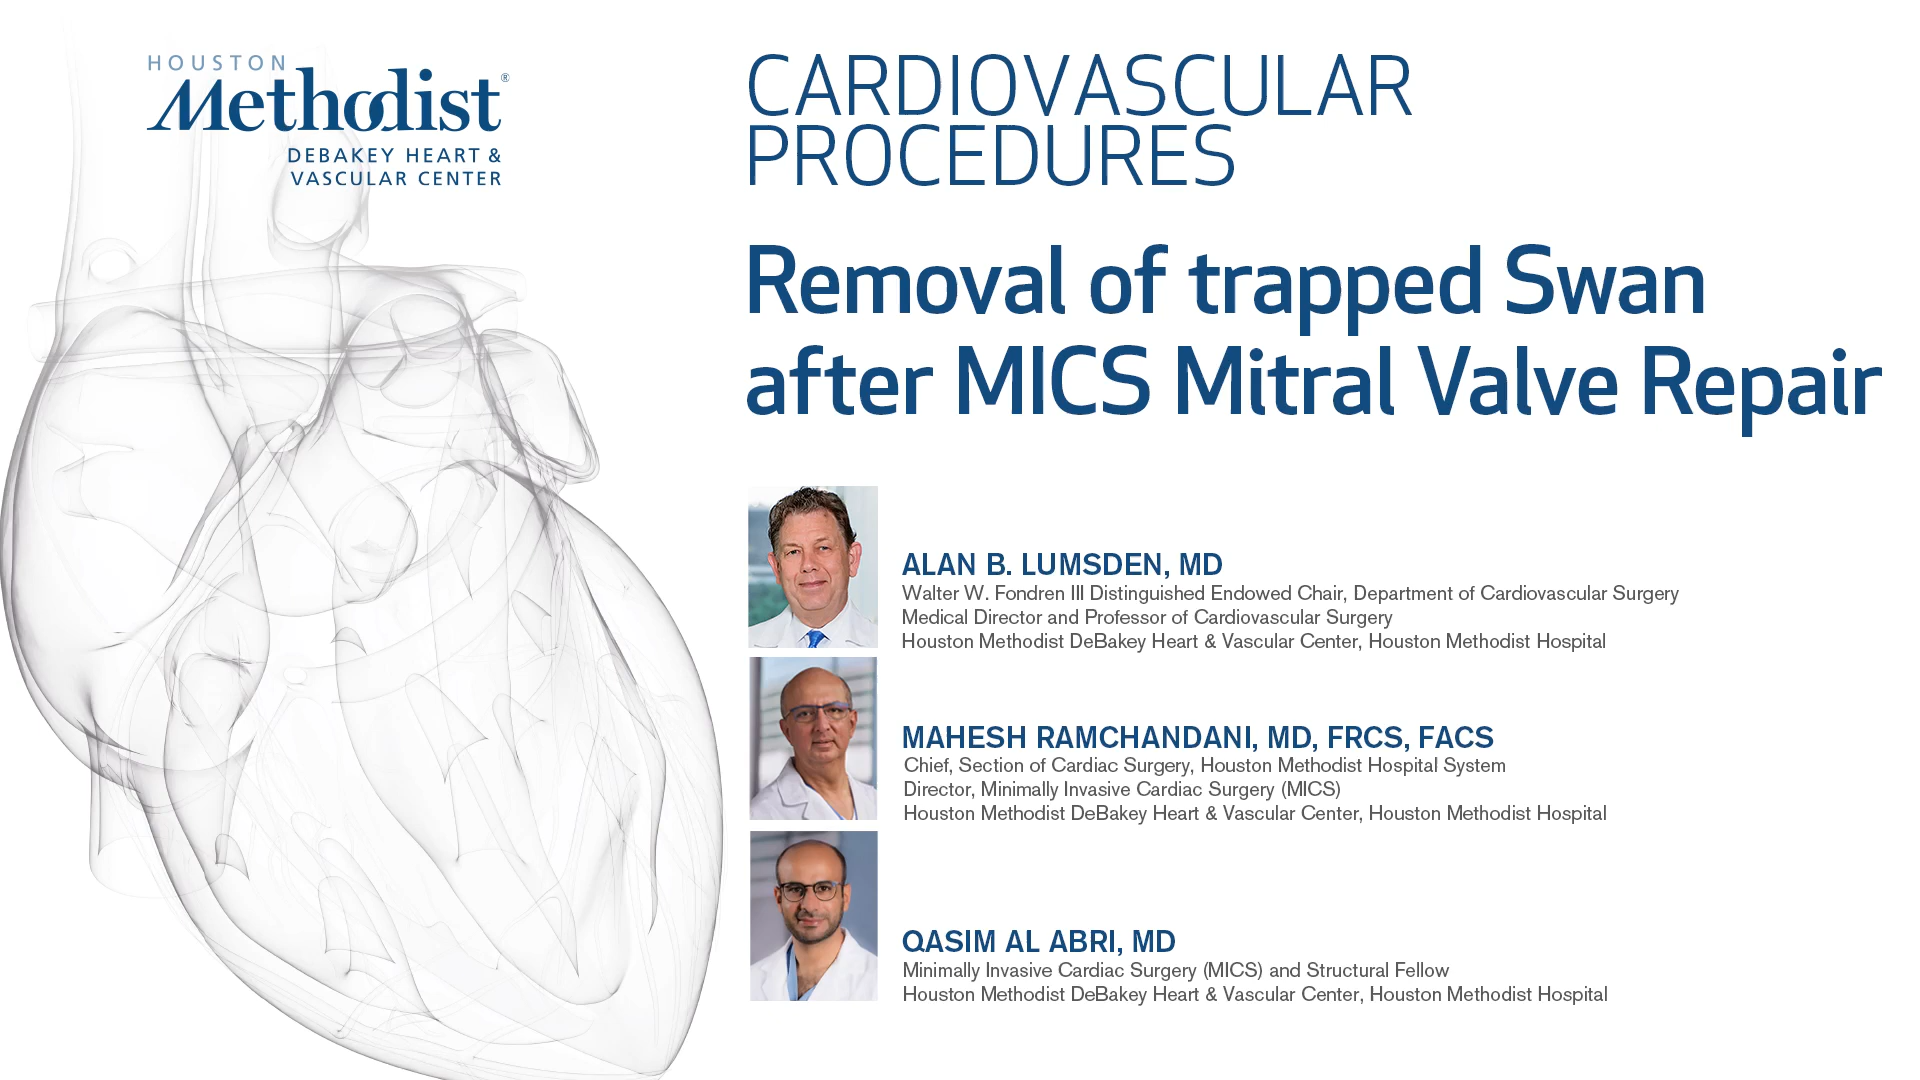 HOUSTON
Methodist®
DEBAKEY HEART &
VASCULAR CENTER
CARDIOVASCULAR
PROCEDURES
Removal of trapped Swan
after MICS Mitral Valve Repair
ALAN B. LUMSDEN, MD
Walter W. Fondren III Distinguished Endowed Chair, Department of Cardiovascular Surgery
Medical Director and Professor of Cardiovascular Surgery
Houston Methodist DeBakey Heart & Vascular Center, Houston Methodist Hospital
MAHESH RAMCHANDANI, MD, FRCS, FACS
Chief, Section of Cardiac Surgery, Houston Methodist Hospital System
Director, Minimally Invasive Cardiac Surgery (MICS)
Houston Methodist DeBakey Heart & Vascular Center, Houston Methodist Hospital
QASIM AL ABRI, MD
Minimally Invasive Cardiac Surgery (MICS) and Structural Fellow
Houston Methodist DeBakey Heart & Vascular Center, Houston Methodist Hospital